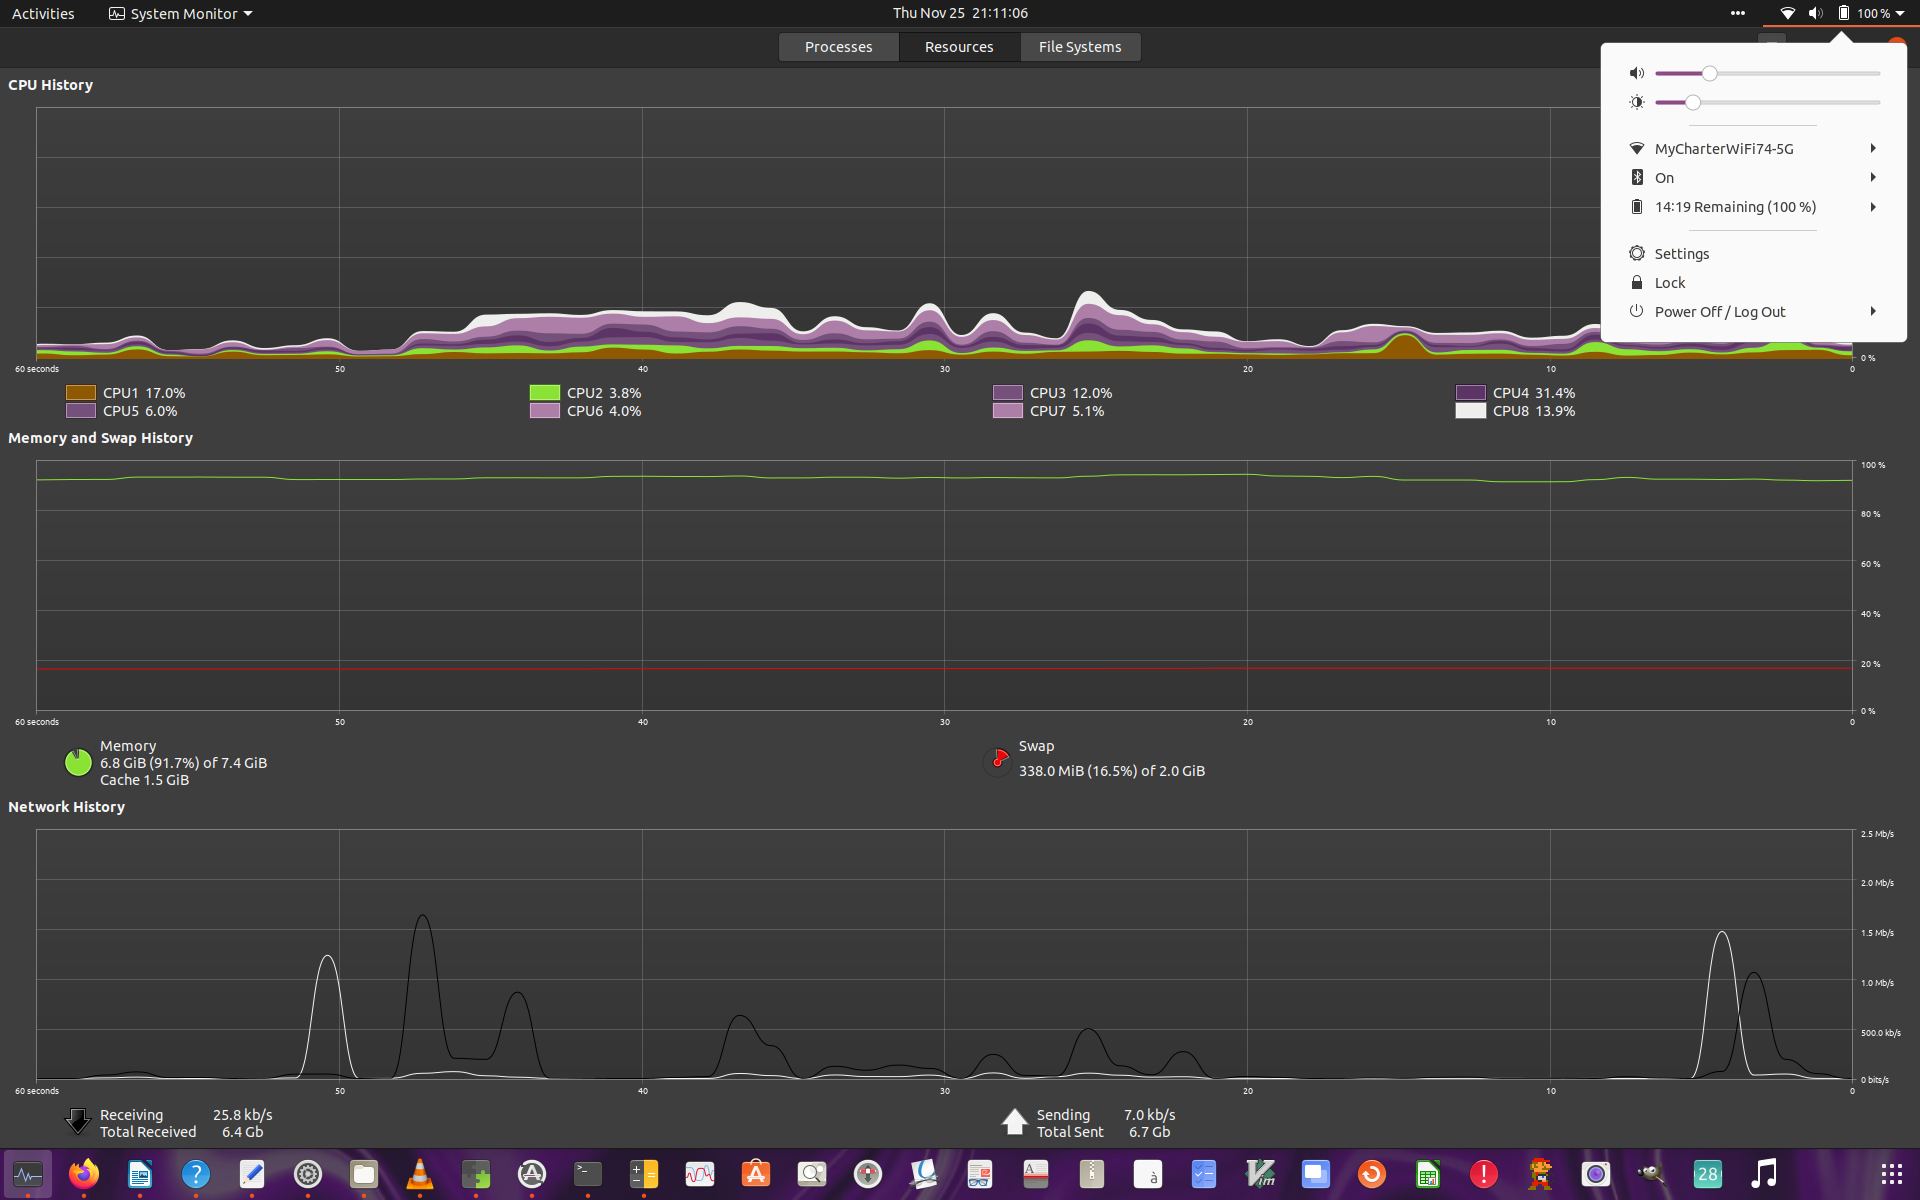 Activities
System Monitor
Thu Nov 25 21:11:06
100 %
Processes
Resources
File Systems
CPU History
MyCharterWiFi74-5G
On
14:19 Remaining (100 %)
Settings
Lock
Power Off / Log Out
0 %
60 seconds 50 40 30 20 10 0
CPU1 17.0% CPU2 3.8% CPU3 12.0% CPU4 31.4%
CPU5 6.0% CPU6 4.0% CPU7 5.1% CPU8 13.9%
Memory and Swap History
100 %
80 %
60 %
40 %
20 %
0 %
60 seconds 50 40 30 20 10 0
Memory
6.8 GiB (91.7%) of 7.4 GiB
Cache 1.5 GiB
Swap
338.0 MiB (16.5%) of 2.0 GiB
Network History
2.5 Mb/s
2.0 Mb/s
1.5 Mb/s
1.0 Mb/s
500.0 kb/s
0 bits/s
60 seconds 50 40 30 20 10 0
Receiving 25.8 kb/s
Total Received 6.4 Gb
Sending 7.0 kb/s
Total Sent 6.7 Gb
28